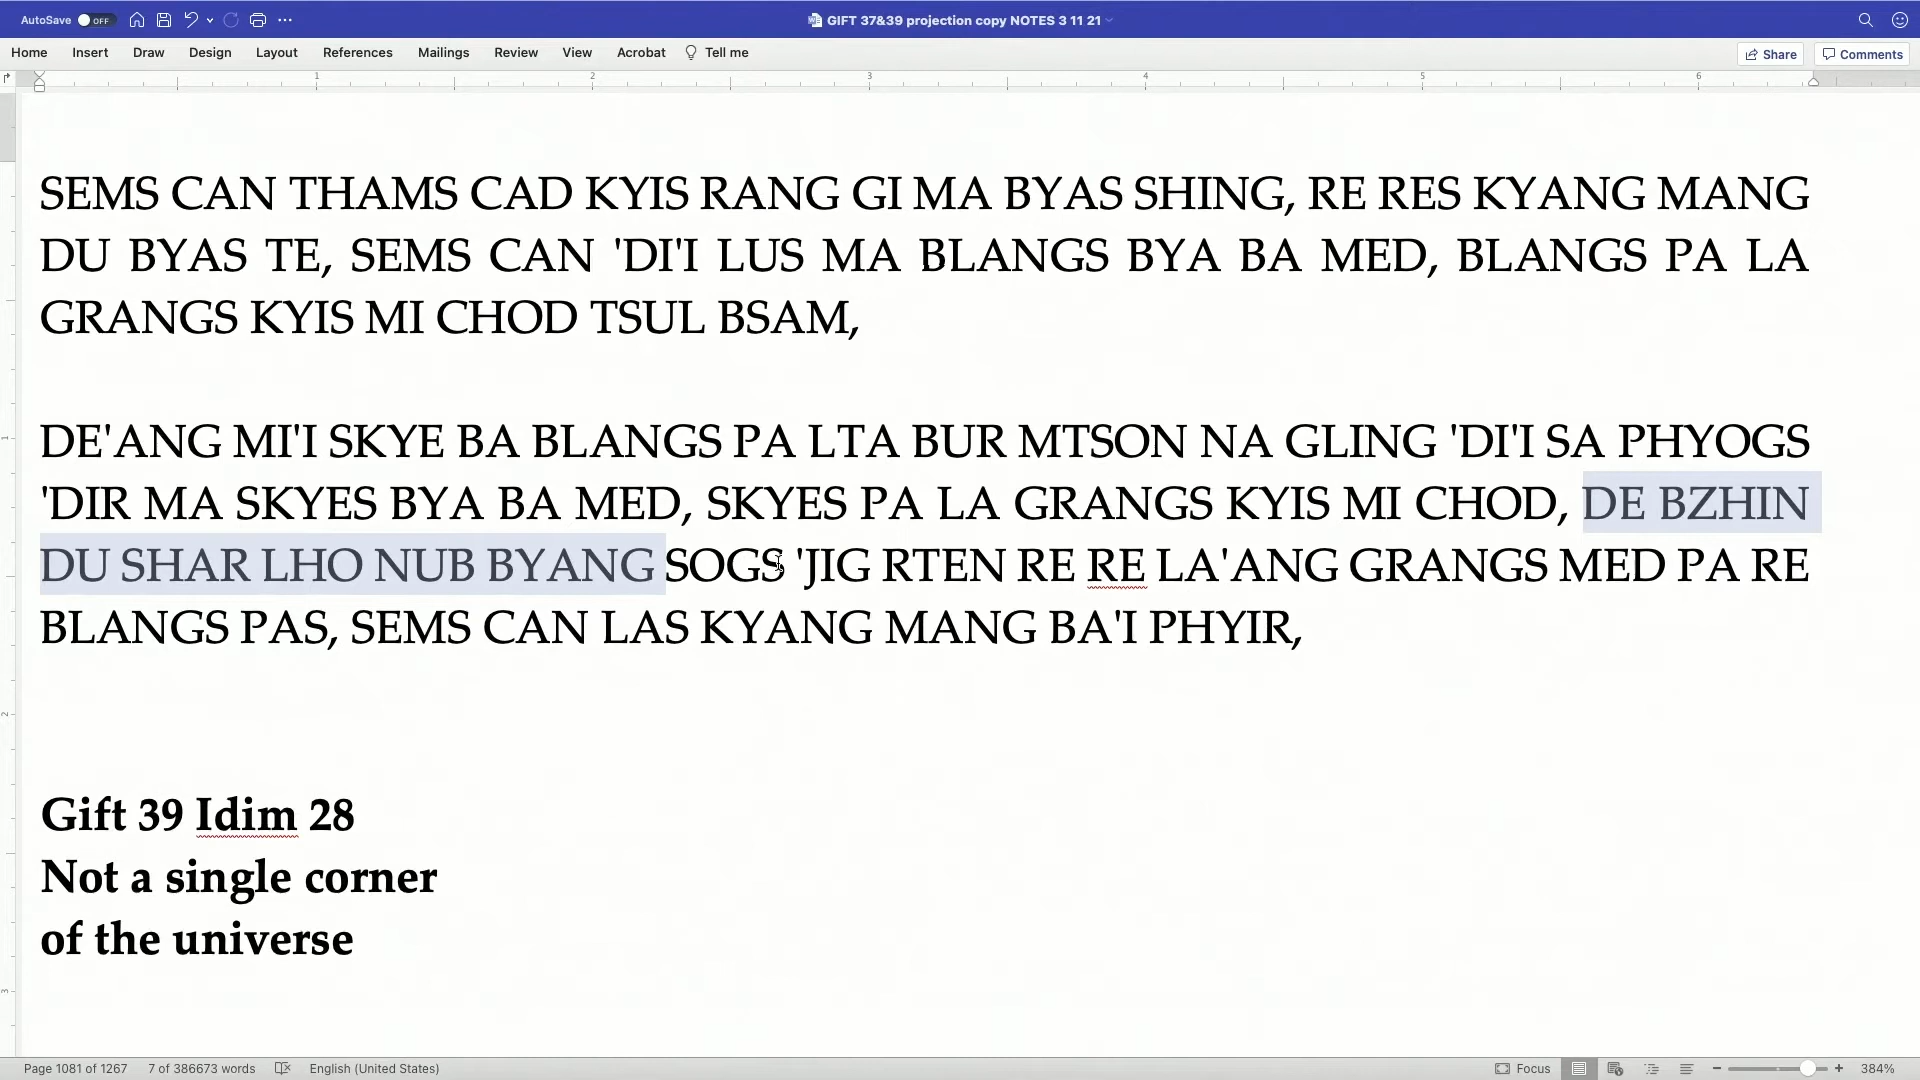 AutoSave OFF GIFT 37&39 projection copy NOTES 3 11 21
Home Insert Draw Design Layout References Mailings Review View Acrobat Tell me Share Comments
1 2 3 4 5 6
SEMS CAN THAMS CAD KYIS RANG GI MA BYAS SHING, RE RES KYANG MANG
DU BYAS TE, SEMS CAN 'DI'I LUS MA BLANGS BYA BA MED, BLANGS PA LA
GRANGS KYIS MI CHOD TSUL BSAM,
DE'ANG MI'I SKYE BA BLANGS PA LTA BUR MTSON NA GLING 'DI'I SA PHYOGS
'DIR MA SKYES BYA BA MED, SKYES PA LA GRANGS KYIS MI CHOD, DE BZHIN
DU SHAR LHO NUB BYANG SOGS 'JIG RTEN RE RE LA'ANG GRANGS MED PA RE
BLANGS PAS, SEMS CAN LAS KYANG MANG BA'I PHYIR,
Gift 39 Idim 28
Not a single corner
of the universe
Page 1081 of 1267 7 of 386673 words English (United States) Focus 384%